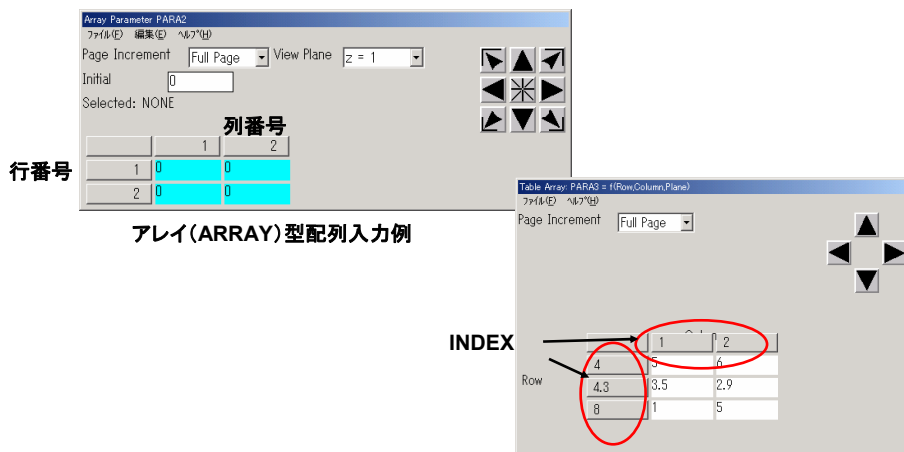 Array Parameter PARA2
ファイル(F) 編集(E) ヘルプ(H)
Page Increment Full Page View Plane z = 1
Initial 0
Selected: NONE
列番号
1 2
行番号
1 0 0
2 0 0
アレイ（ARRAY）型配列入力例
Table Array: PARA3 = f(Row,Column,Plane)
ファイル(F) ヘルプ(H)
Page Increment Full Page
INDEX
1 2
4 5 6
Row
4.3 3.5 2.9
8 1 5